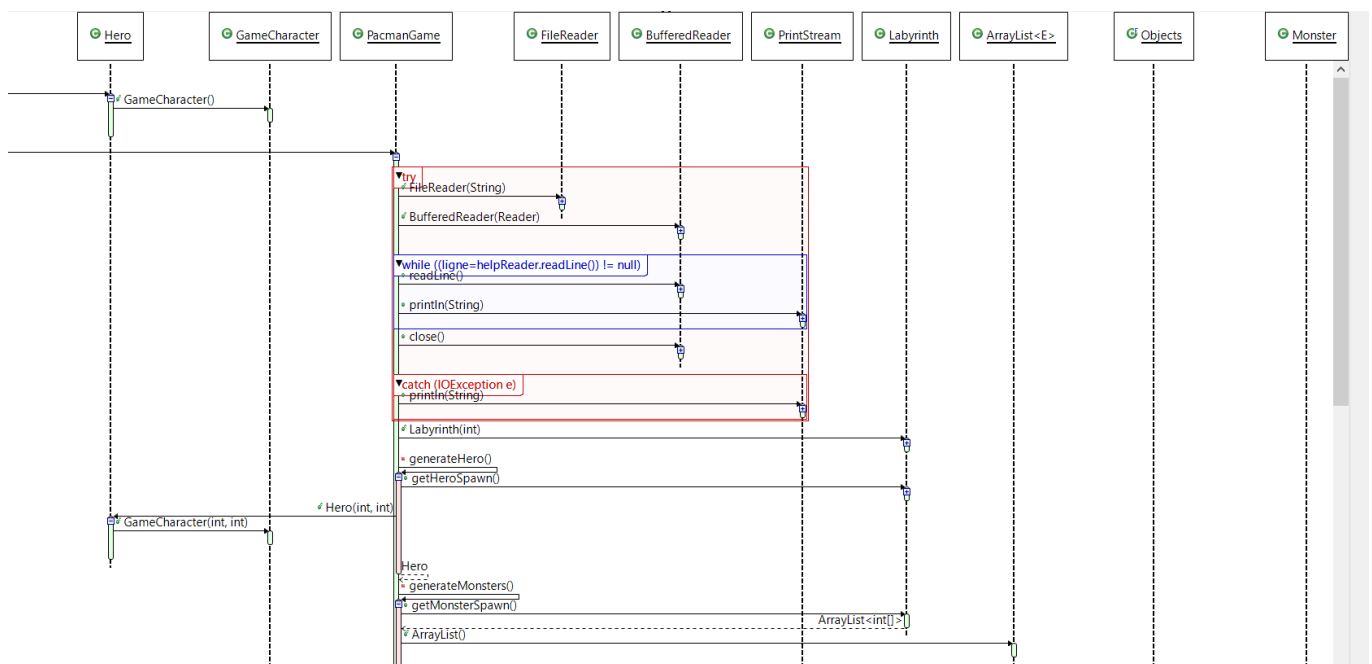 Hero
GameCharacter
PacmanGame
FileReader
BufferedReader
PrintStream
Labyrinth
ArrayList<E>
Objects
Monster
GameCharacter()
try
FileReader(String)
BufferedReader(Reader)
while ((ligne=helpReader.readLine()) != null)
readLine()
println(String)
close()
catch (IOException e)
println(String)
Labyrinth(int)
generateHero()
getHeroSpawn()
Hero(int, int)
GameCharacter(int, int)
Hero
generateMonsters()
getMonsterSpawn()
ArrayList<int[]>
ArrayList()